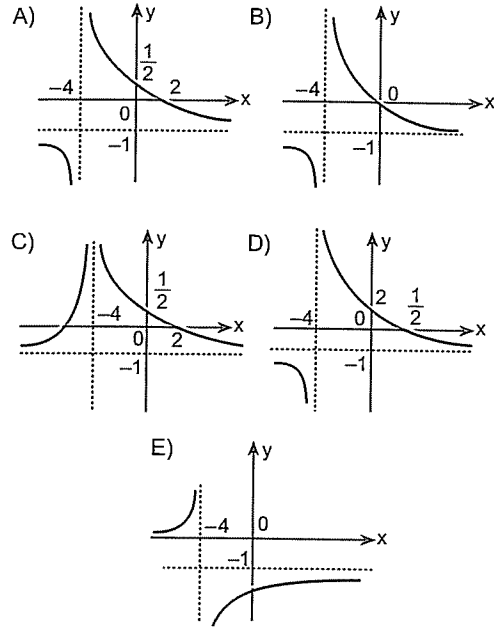 A) y B) y
1/2
–4 2 x –4 0 x
0
–1 –1
C) y D) y
1/2 2 1/2
–4 x –4 0 x
0 2
–1 –1
E) y
–4 0 x
–1